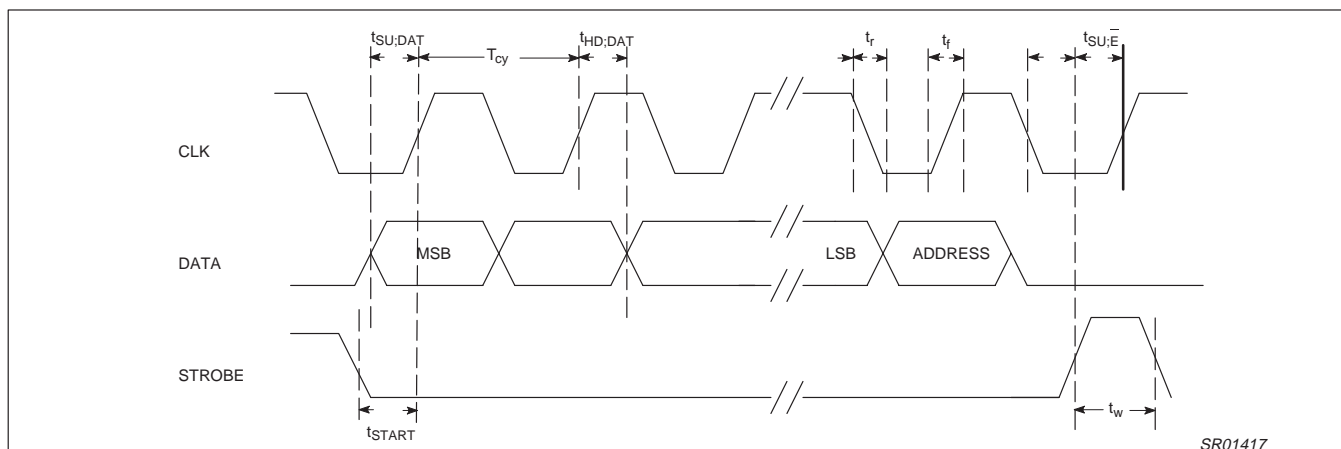 tSU;DAT Tcy tHD;DAT tr tf tSU;E̅
CLK
DATA MSB LSB ADDRESS
STROBE
tSTART tw
SR01417